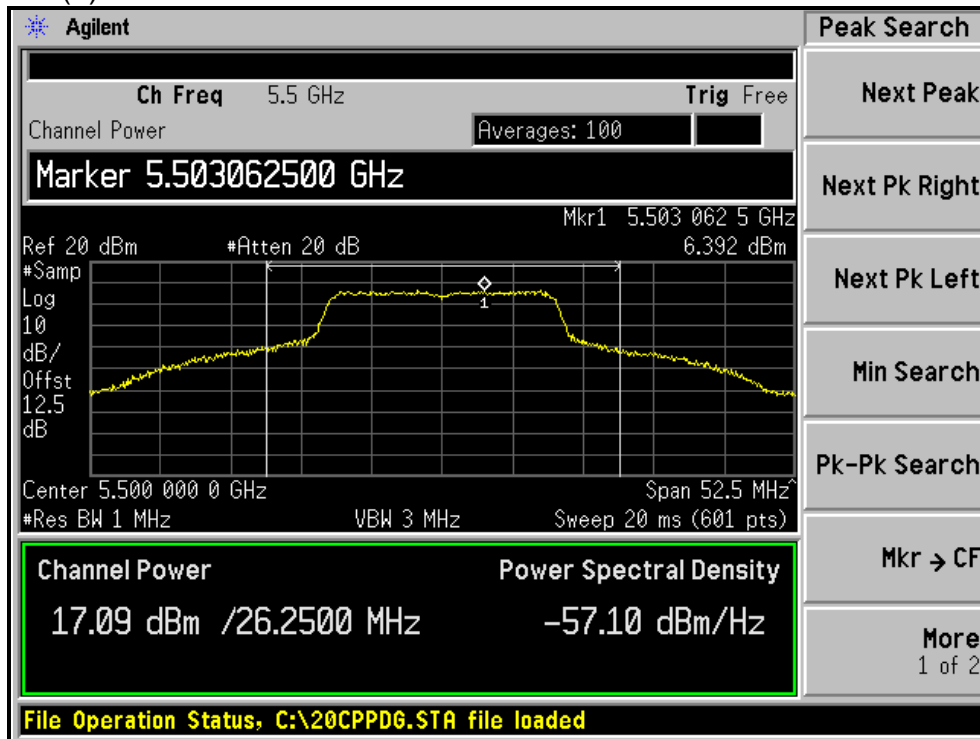 Agilent
Peak Search
Ch Freq 5.5 GHz Trig Free
Channel Power Averages: 100
Marker 5.503062500 GHz
Mkr1 5.503 062 5 GHz
Ref 20 dBm #Atten 20 dB 6.392 dBm
#Samp
Log
10
dB/
Offst
12.5
dB
1
Center 5.500 000 0 GHz Span 52.5 MHz^
#Res BW 1 MHz VBW 3 MHz Sweep 20 ms (601 pts)
Channel Power Power Spectral Density
17.09 dBm /26.2500 MHz -57.10 dBm/Hz
File Operation Status, C:\20CPPDG.STA file loaded
Next Peak
Next Pk Right
Next Pk Left
Min Search
Pk-Pk Search
Mkr → CF
More
1 of 2